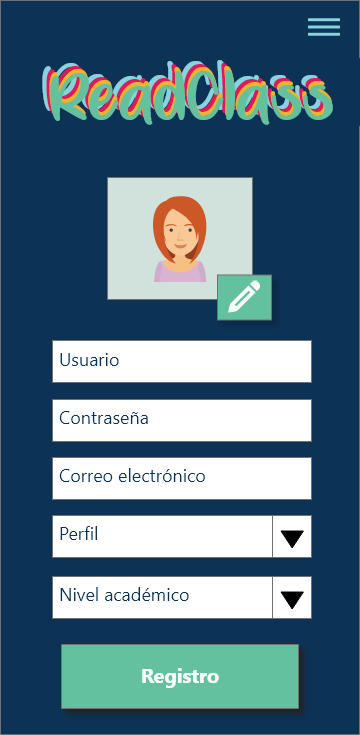 ReadClass
Usuario
Contraseña
Correo electrónico
Perfil
Nivel académico
Registro